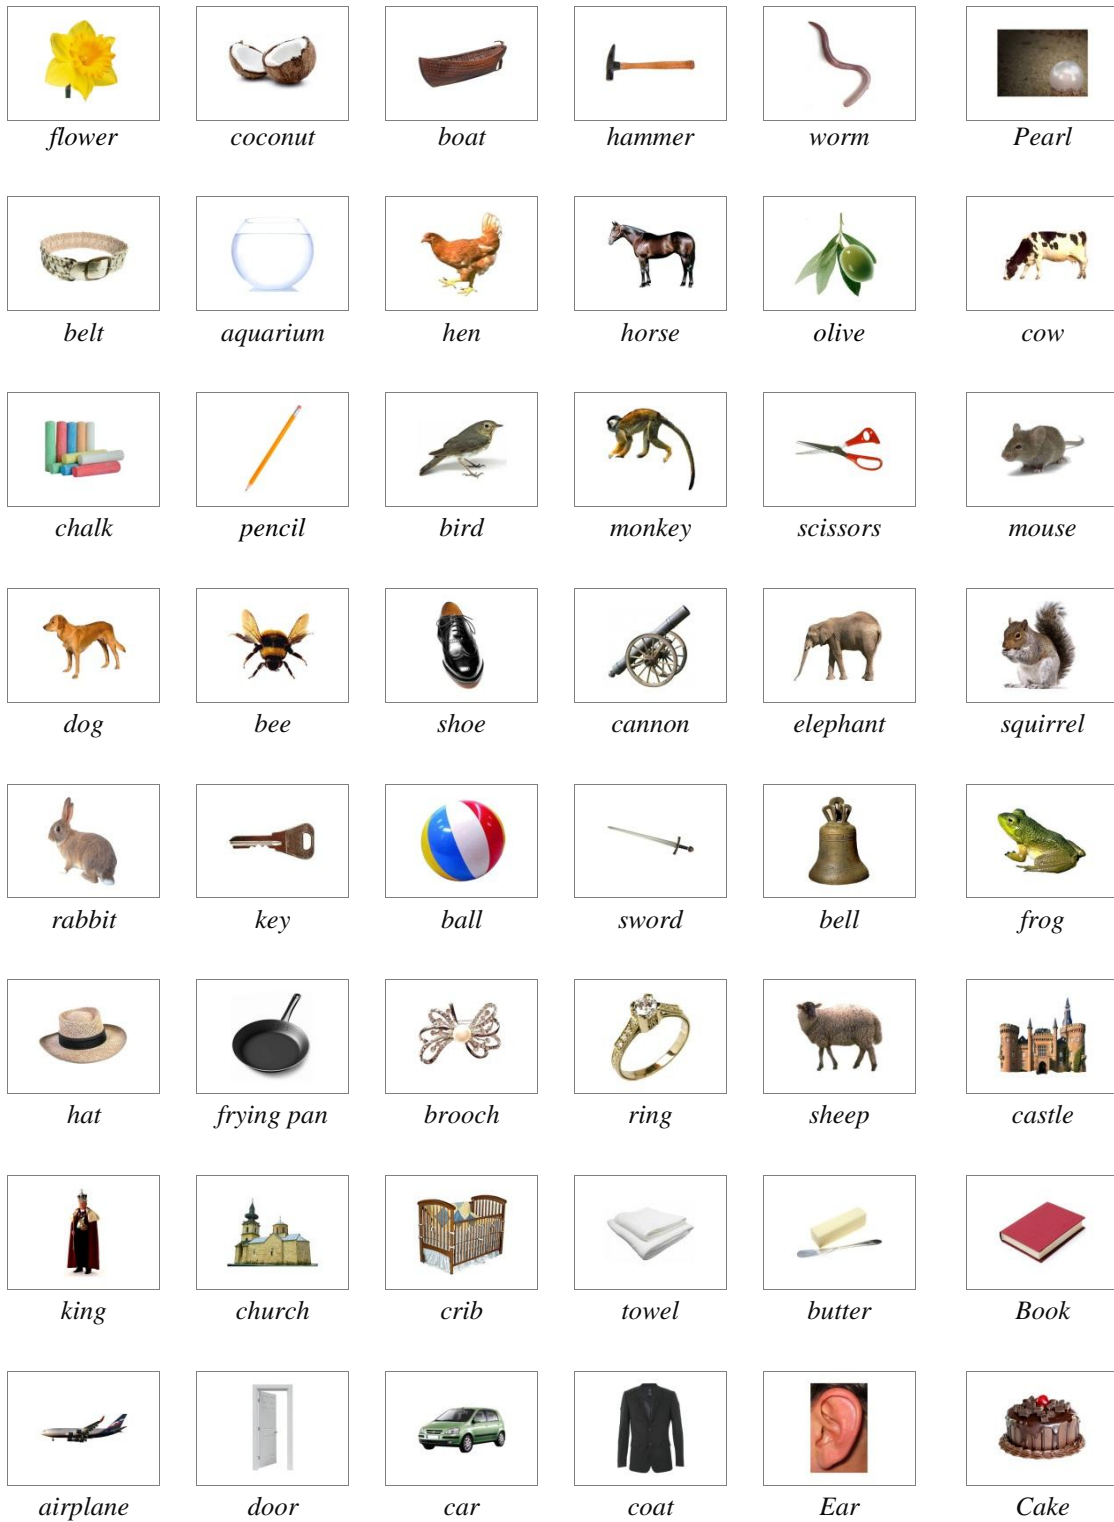 flower coconut boat hammer worm Pearl
belt aquarium hen horse olive cow
chalk pencil bird monkey scissors mouse
dog bee shoe cannon elephant squirrel
rabbit key ball sword bell frog
hat frying pan brooch ring sheep castle
king church crib towel butter Book
airplane door car coat Ear Cake